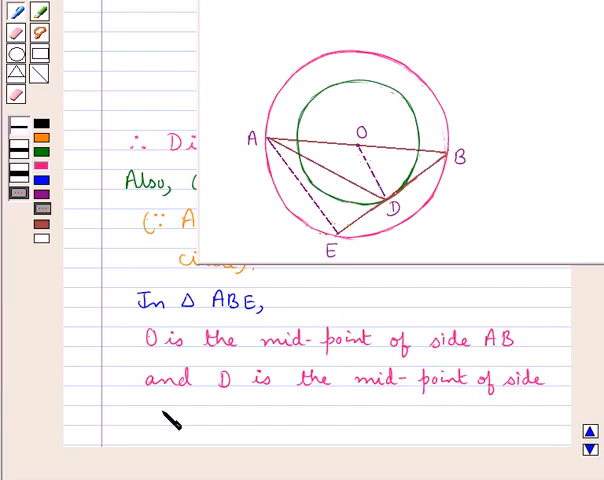 A
O
B
D
E
∴ Di
Also, (
(∵ A
In △ ABE,
O is the mid-point of side AB
and D is the mid-point of side